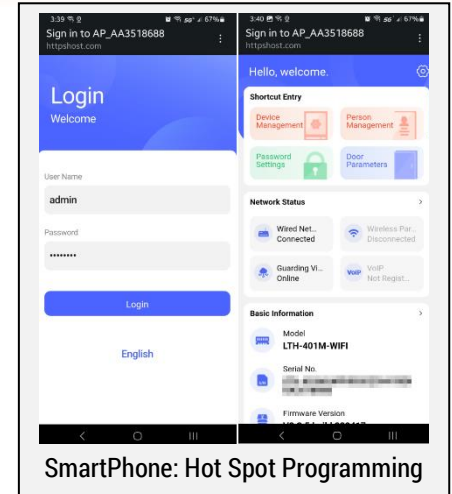 3:39
67%
Sign in to AP_AA3518688
httpshost.com
Login
Welcome
User Name
admin
Password
••••••••
Login
English
3:40
67%
Sign in to AP_AA3518688
httpshost.com
Hello, welcome.
Shortcut Entry
Device Management
Person Management
Password Settings
Door Parameters
Network Status
Wired Net... Connected
Wireless Par... Disconnected
Guarding Vi... Online
VoIP
VoIP Not Regist...
Basic Information
Model
LTH-401M-WIFI
Serial No.
Firmware Version
SmartPhone: Hot Spot Programming